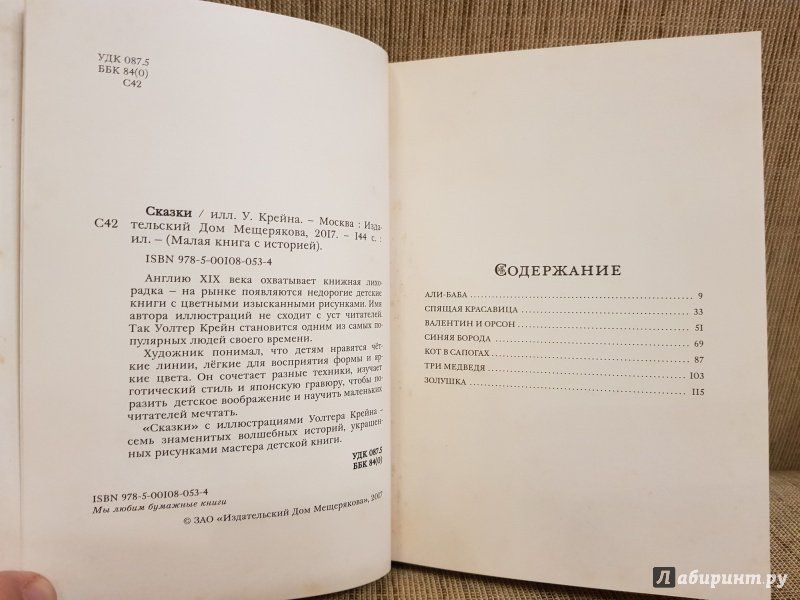 УДК 087.5
ББК 84(0)
С42
Сказки / илл. У. Крейна. – Москва : Изда-
С42 тельский Дом Мещерякова, 2017. – 144 с. :
ил. – (Малая книга с историей).
ISBN 978-5-00108-053-4
Англию XIX века охватывает книжная лихо-
радка – на рынке появляются недорогие детские
книги с цветными изысканными рисунками. Имя
автора иллюстраций не сходит с уст читателей.
Так Уолтер Крейн становится одним из самых по-
пулярных людей своего времени.
Художник понимал, что детям нравятся чёт-
кие линии, лёгкие для восприятия формы и яр-
кие цвета. Он сочетает разные техники, изучает
готический стиль и японскую гравюру, чтобы по-
разить детское воображение и научить маленьких
читателей мечтать.
«Сказки» с иллюстрациями Уолтера Крейна –
семь знаменитых волшебных историй, украшен-
ных рисунками мастера детской книги.
УДК 087.5
ББК 84(0)
ISBN 978-5-00108-053-4
Мы любим бумажные книги
© ЗАО «Издательский Дом Мещерякова», 2017
СОДЕРЖАНИЕ
АЛИ-БАБА 9
СПЯЩАЯ КРАСАВИЦА 33
ВАЛЕНТИН И ОРСОН 51
СИНЯЯ БОРОДА 69
КОТ В САПОГАХ 87
ТРИ МЕДВЕДЯ 103
ЗОЛУШКА 115
Лабиринт.ру